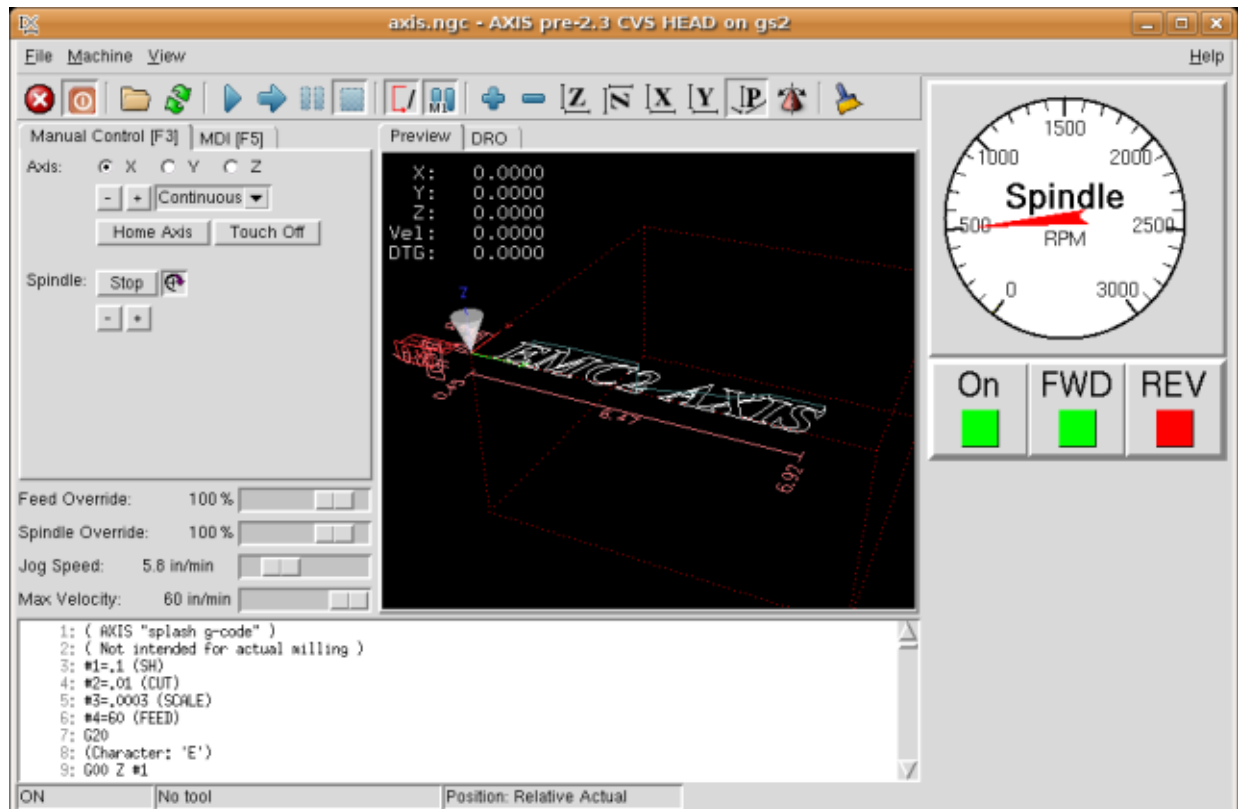 axis.ngc - AXIS pre-2.3 CVS HEAD on gs2
File Machine View Help
Manual Control [F3] MDI [F5]
Axis: X Y Z
- + Continuous
Home Axis Touch Off
Spindle: Stop
- +
Feed Override: 100 %
Spindle Override: 100 %
Jog Speed: 5.8 in/min
Max Velocity: 60 in/min
Preview DRO
X: 0.0000
Y: 0.0000
Z: 0.0000
Vel: 0.0000
DTG: 0.0000
Z
EMC2 AXIS
6.47
6.92
0 500 1000 1500 2000 2500 3000
Spindle
RPM
On FWD REV
1: ( AXIS "splash g-code" )
2: ( Not intended for actual milling )
3: #1=.1 (SH)
4: #2=.01 (CUT)
5: #3=.0003 (SCALE)
6: #4=60 (FEED)
7: G20
8: (Character: 'E')
9: G00 Z #1
ON No tool Position: Relative Actual